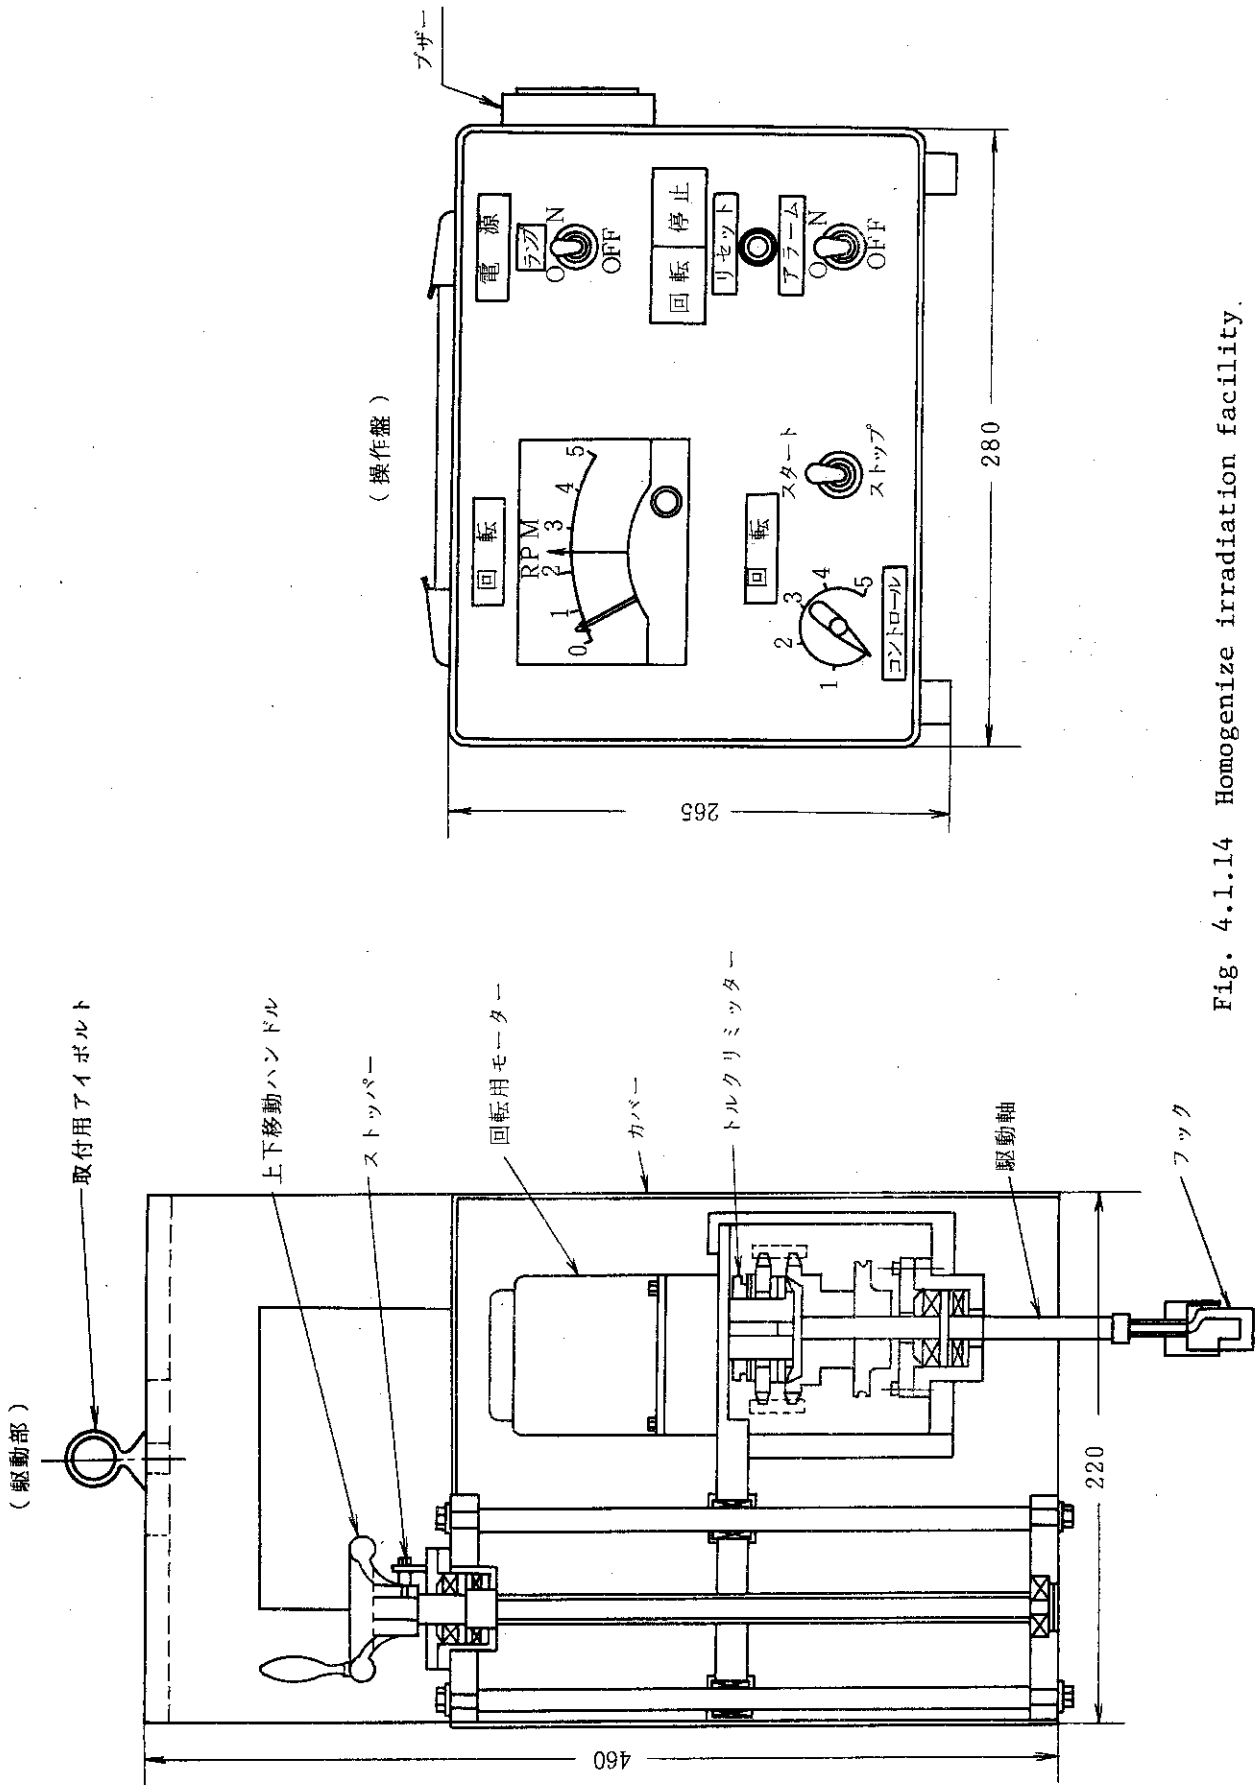 (駆動部)
取付用アイボルト
上下移動ハンドル
ストッパー
回転用モーター
カバー
トルクリミッター
駆動軸
フック
460
220
(操作盤)
ブザー
回転
RPM
0 1 2 3 4 5
電源
ランプ
ON
OFF
回転 停止
リセット
アラーム
ON
OFF
回転
スタート
ストップ
1 2 3 4 5
コントロール
265
280
Fig. 4.1.14 Homogenize irradiation facility.